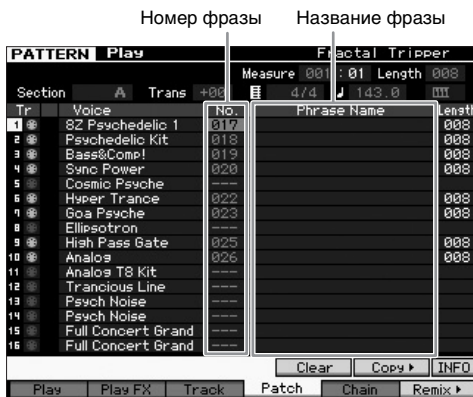 Номер фразы Название фразы
PATTERN Play Fractal Tripper
Measure 001 : 01 Length 008
Section A Trans +00 4/4 143.0
Tr Voice No. Phrase Name Length
1 8Z Psychedelic 1 017 008
2 Psychedelic Kit 018 008
3 Bass&Comp! 019 008
4 Sync Power 020 008
5 Cosmic Psyche ---
6 Hyper Trance 022 008
7 Goa Psyche 023 008
8 Ellipsotron ---
9 High Pass Gate 025 008
10 Analog 026 008
11 Analog T8 Kit ---
12 Trancious Line ---
13 Psych Noise ---
14 Psych Noise ---
15 Full Concert Grand ---
16 Full Concert Grand ---
Clear Copy INFO
Play Play FX Track Patch Chain Remix